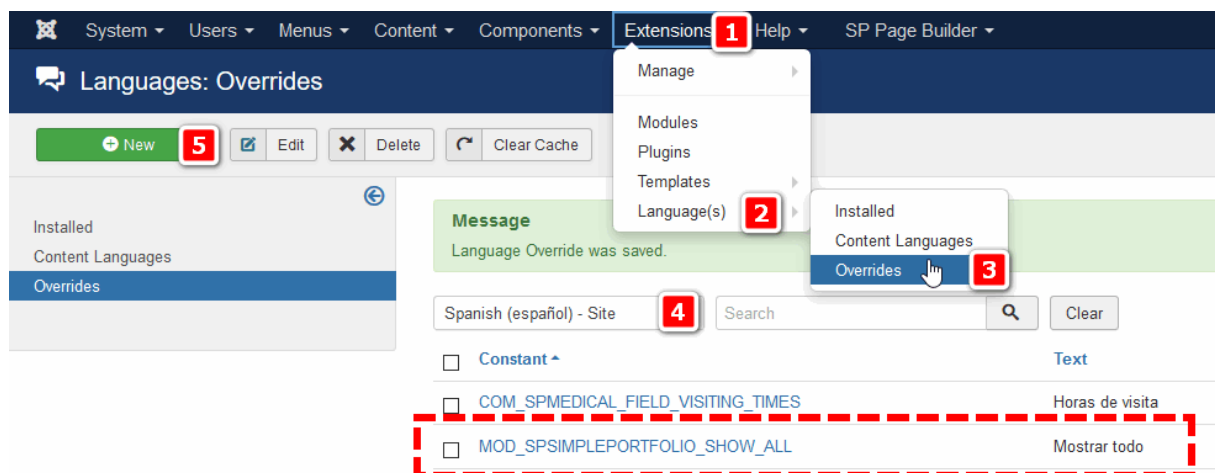 System Users Menus Content Components Extensions 1 Help SP Page Builder
Languages: Overrides
Manage
New 5 Edit Delete Clear Cache
Modules
Plugins
Templates
Language(s) 2
Installed
Content Languages
Overrides 3
Installed
Content Languages
Overrides
Message
Language Override was saved.
Spanish (español) - Site 4 Search Clear
Constant Text
COM_SPMEDICAL_FIELD_VISITING_TIMES Horas de visita
MOD_SPSIMPLEPORTFOLIO_SHOW_ALL Mostrar todo